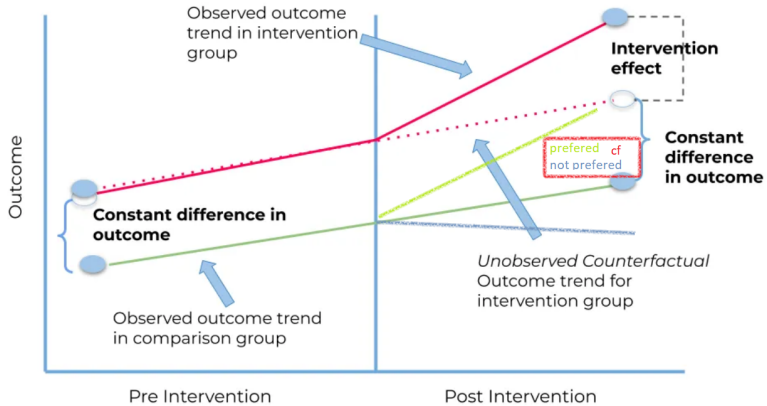 Observed outcome
trend in intervention
group
Intervention
effect
prefered cf
not prefered
Constant
difference
in outcome
Outcome
Constant difference in
outcome
Unobserved Counterfactual
Outcome trend for
intervention group
Observed outcome trend
in comparison group
Pre Intervention
Post Intervention